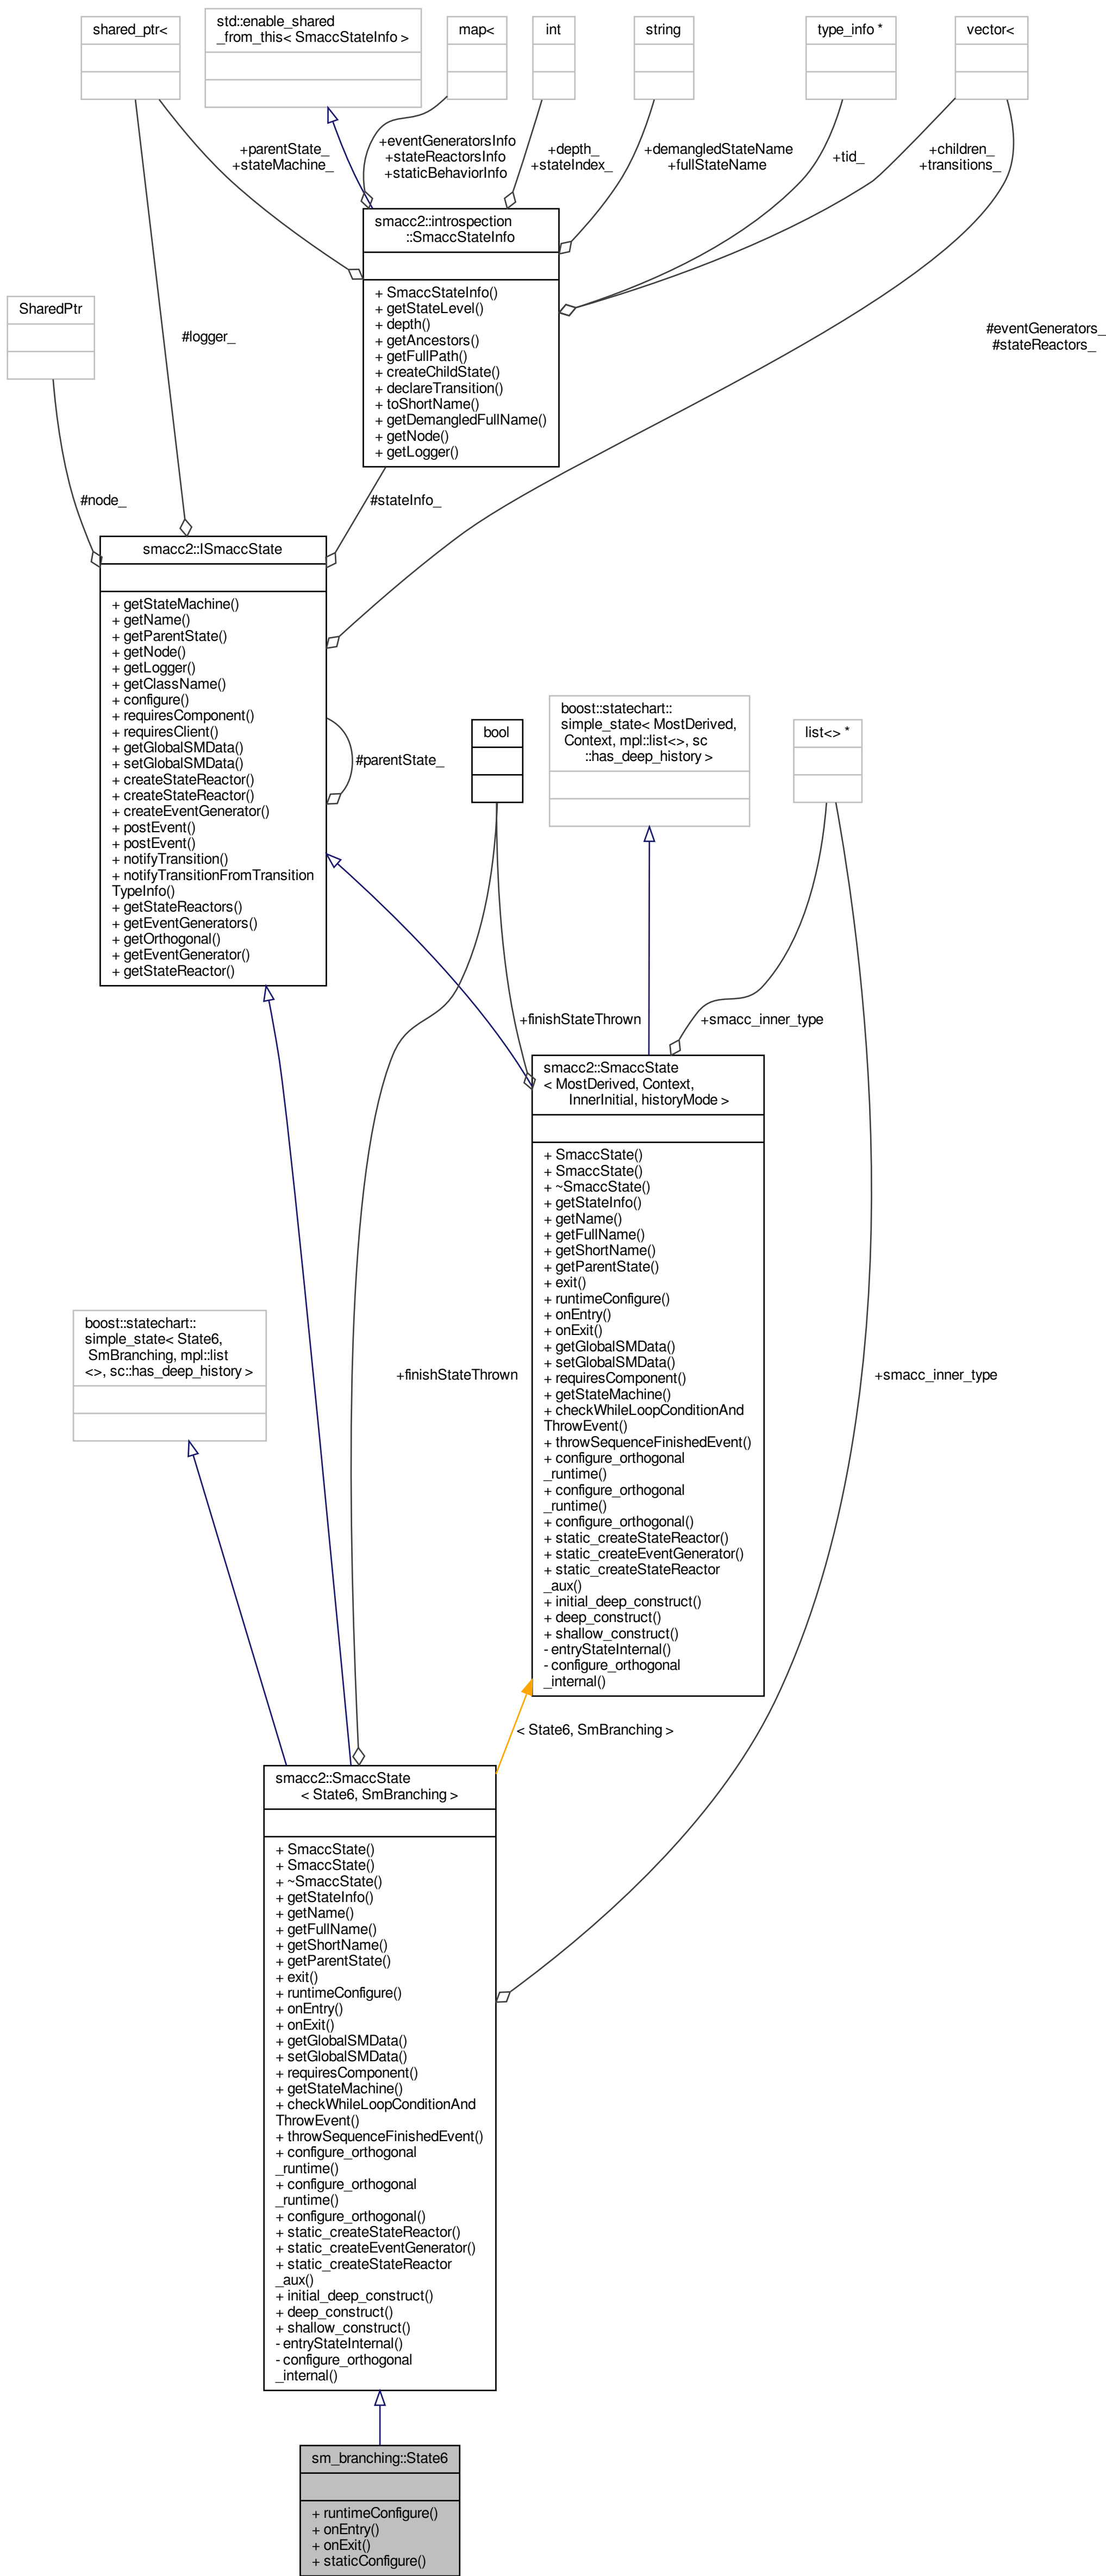 shared_ptr<
std::enable_shared
_from_this< SmaccStateInfo >
map<
int
string
type_info *
vector<
+parentState_
+stateMachine_
+eventGeneratorsInfo
+stateReactorsInfo
+staticBehaviorInfo
+depth_
+stateIndex_
+demangledStateName
+fullStateName
+tid_
+children_
+transitions_
smacc2::introspection
::SmaccStateInfo
+ SmaccStateInfo()
+ getStateLevel()
+ depth()
+ getAncestors()
+ getFullPath()
+ createChildState()
+ declareTransition()
+ toShortName()
+ getDemangledFullName()
+ getNode()
+ getLogger()
SharedPtr
#logger_
#eventGenerators_
#stateReactors_
#node_
#stateInfo_
smacc2::ISmaccState
+ getStateMachine()
+ getName()
+ getParentState()
+ getNode()
+ getLogger()
+ getClassName()
+ configure()
+ requiresComponent()
+ requiresClient()
+ getGlobalSMData()
+ setGlobalSMData()
+ createStateReactor()
+ createStateReactor()
+ createEventGenerator()
+ postEvent()
+ postEvent()
+ notifyTransition()
+ notifyTransitionFromTransition
TypeInfo()
+ getStateReactors()
+ getEventGenerators()
+ getOrthogonal()
+ getEventGenerator()
+ getStateReactor()
#parentState_
bool
boost::statechart::
simple_state< MostDerived,
Context, mpl::list<>, sc
::has_deep_history >
list<> *
+finishStateThrown
+smacc_inner_type
smacc2::SmaccState
< MostDerived, Context,
InnerInitial, historyMode >
+ SmaccState()
+ SmaccState()
+ ~SmaccState()
+ getStateInfo()
+ getName()
+ getFullName()
+ getShortName()
+ getParentState()
+ exit()
+ runtimeConfigure()
+ onEntry()
+ onExit()
+ getGlobalSMData()
+ setGlobalSMData()
+ requiresComponent()
+ getStateMachine()
+ checkWhileLoopConditionAnd
ThrowEvent()
+ throwSequenceFinishedEvent()
+ configure_orthogonal
_runtime()
+ configure_orthogonal
_runtime()
+ configure_orthogonal()
+ static_createStateReactor()
+ static_createEventGenerator()
+ static_createStateReactor
_aux()
+ initial_deep_construct()
+ deep_construct()
+ shallow_construct()
- entryStateInternal()
- configure_orthogonal
_internal()
boost::statechart::
simple_state< State6,
SmBranching, mpl::list
<>, sc::has_deep_history >
+finishStateThrown
+smacc_inner_type
< State6, SmBranching >
smacc2::SmaccState
< State6, SmBranching >
+ SmaccState()
+ SmaccState()
+ ~SmaccState()
+ getStateInfo()
+ getName()
+ getFullName()
+ getShortName()
+ getParentState()
+ exit()
+ runtimeConfigure()
+ onEntry()
+ onExit()
+ getGlobalSMData()
+ setGlobalSMData()
+ requiresComponent()
+ getStateMachine()
+ checkWhileLoopConditionAnd
ThrowEvent()
+ throwSequenceFinishedEvent()
+ configure_orthogonal
_runtime()
+ configure_orthogonal
_runtime()
+ configure_orthogonal()
+ static_createStateReactor()
+ static_createEventGenerator()
+ static_createStateReactor
_aux()
+ initial_deep_construct()
+ deep_construct()
+ shallow_construct()
- entryStateInternal()
- configure_orthogonal
_internal()
sm_branching::State6
+ runtimeConfigure()
+ onEntry()
+ onExit()
+ staticConfigure()